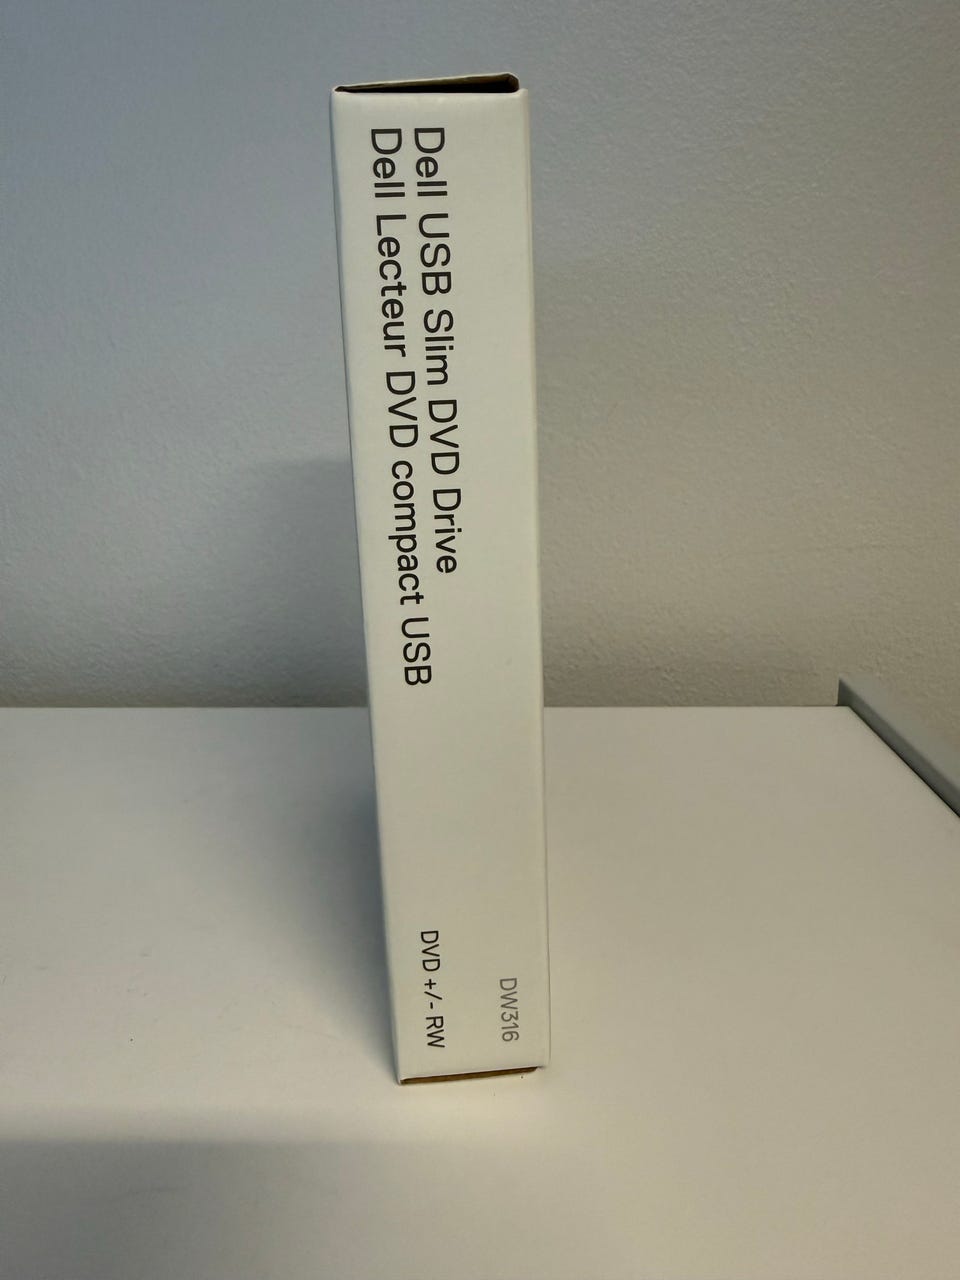 Dell USB Slim DVD Drive
Dell Lecteur DVD compact USB
DW316
DVD +/- RW